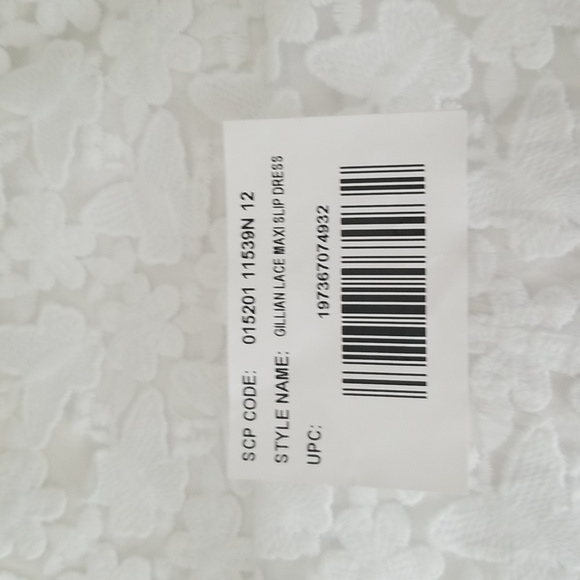 SCP CODE: 015201 11539N 12
STYLE NAME: GILLIAN LACE MAXI SLIP DRESS
UPC: 197367074932